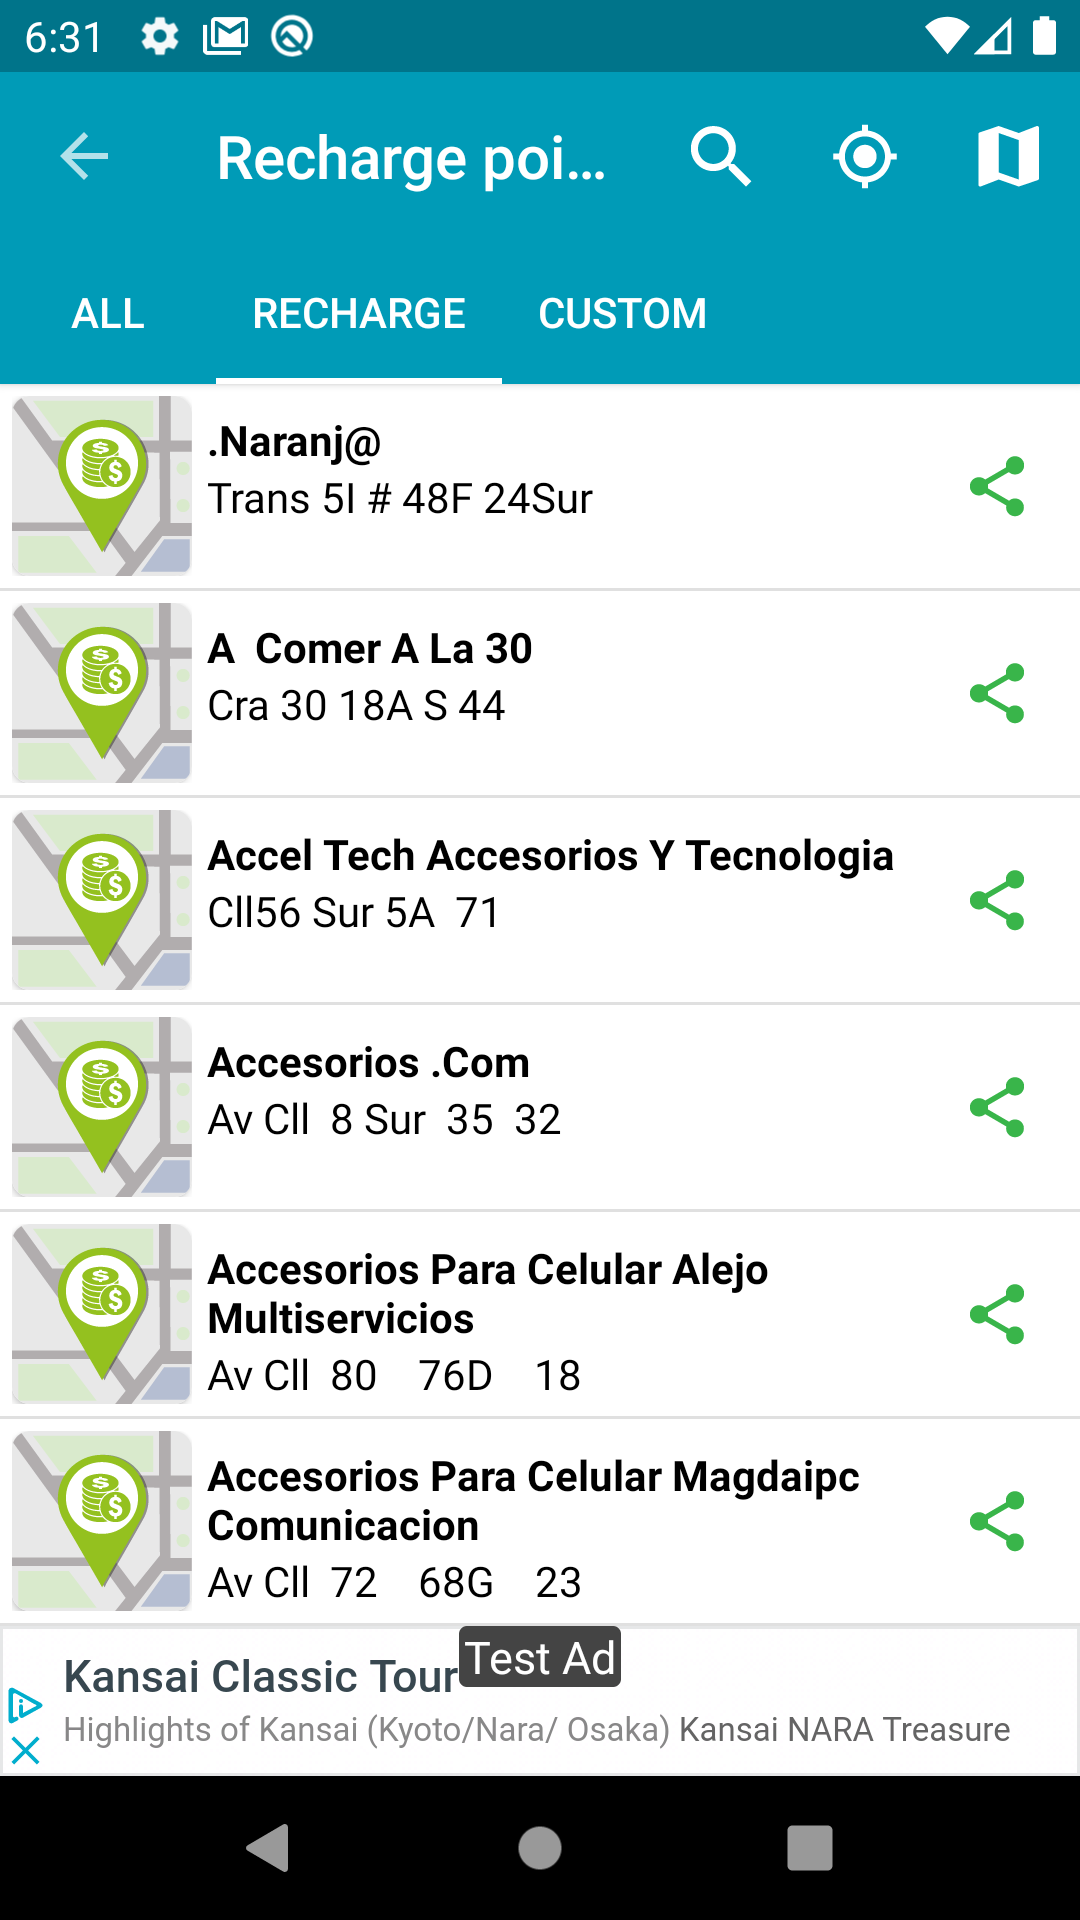 6:31
Recharge poi...
ALL RECHARGE CUSTOM
.Naranj@
Trans 5I # 48F 24Sur
A  Comer A La 30
Cra 30 18A S 44
Accel Tech Accesorios Y Tecnologia
Cll56 Sur 5A  71
Accesorios .Com
Av Cll  8 Sur  35  32
Accesorios Para Celular Alejo
Multiservicios
Av Cll  80    76D    18
Accesorios Para Celular Magdaipc
Comunicacion
Av Cll  72    68G    23
Test Ad
Kansai Classic Tour
Highlights of Kansai (Kyoto/Nara/ Osaka) Kansai NARA Treasure